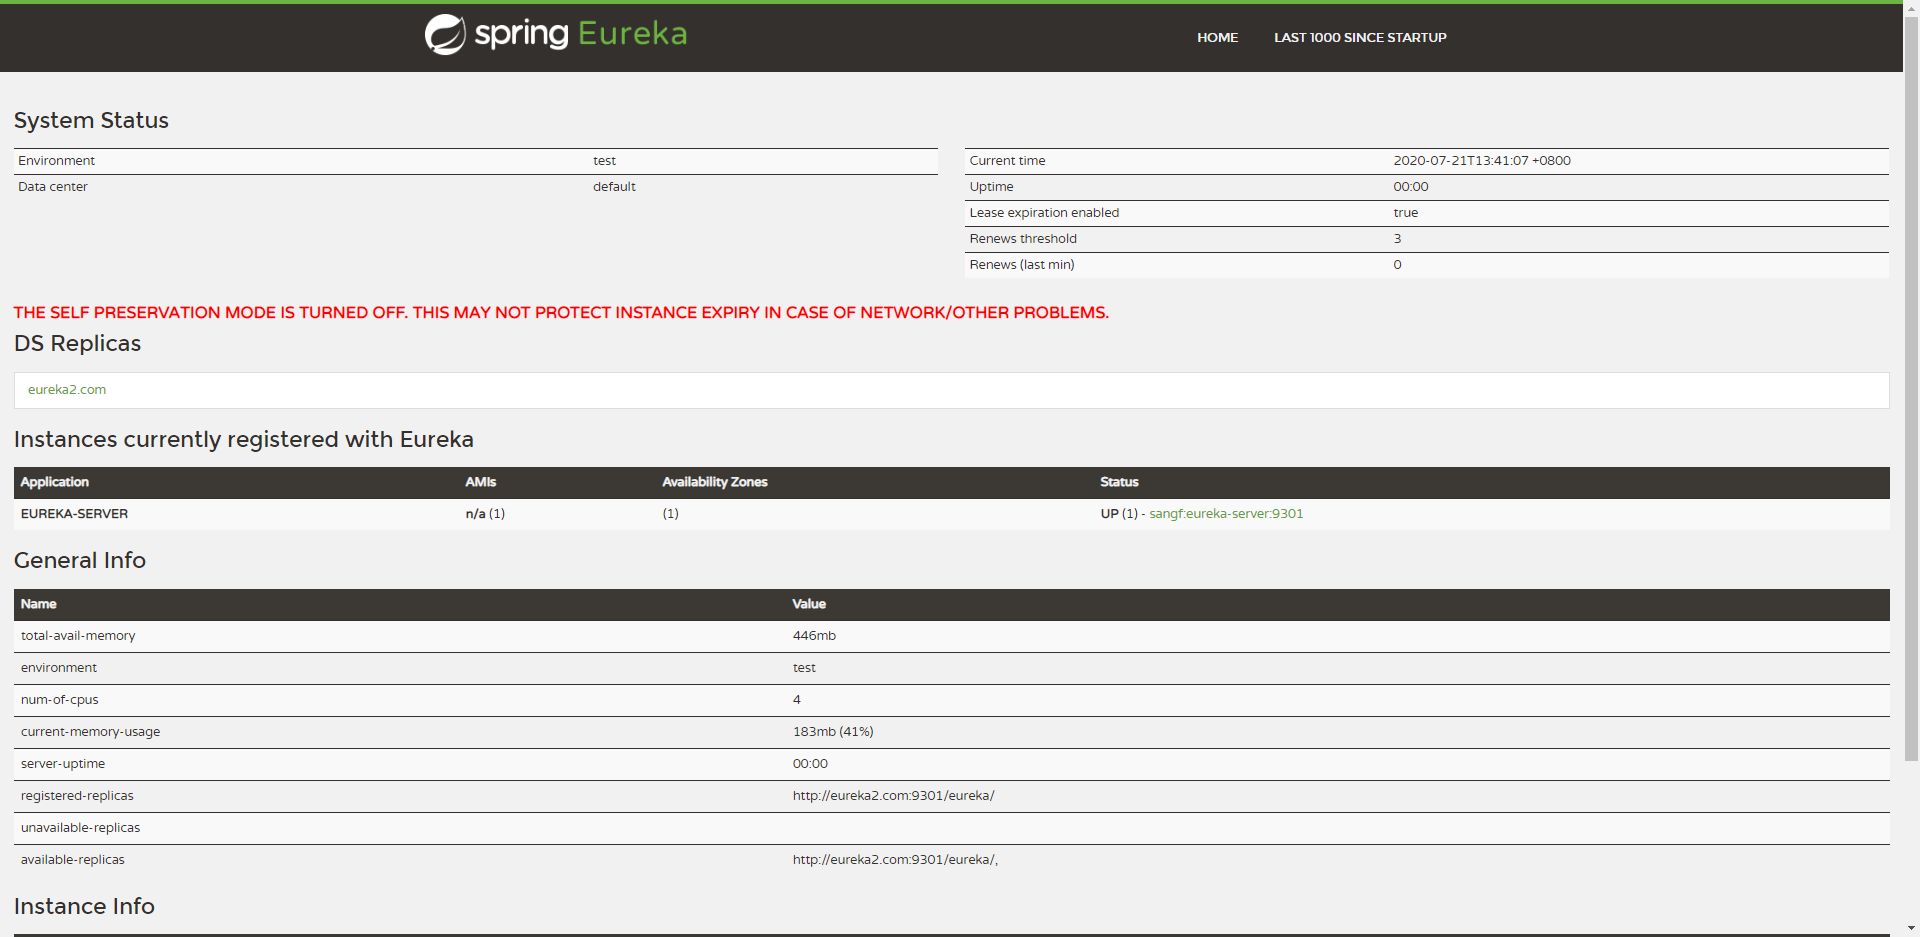 spring Eureka
HOME LAST 1000 SINCE STARTUP
System Status
Environment test
Data center default
Current time 2020-07-21T13:41:07 +0800
Uptime 00:00
Lease expiration enabled true
Renews threshold 3
Renews (last min) 0
THE SELF PRESERVATION MODE IS TURNED OFF. THIS MAY NOT PROTECT INSTANCE EXPIRY IN CASE OF NETWORK/OTHER PROBLEMS.
DS Replicas
eureka2.com
Instances currently registered with Eureka
Application AMIs Availability Zones Status
EUREKA-SERVER n/a (1) (1) UP (1) - sangf:eureka-server:9301
General Info
Name Value
total-avail-memory 446mb
environment test
num-of-cpus 4
current-memory-usage 183mb (41%)
server-uptime 00:00
registered-replicas http://eureka2.com:9301/eureka/
unavailable-replicas
available-replicas http://eureka2.com:9301/eureka/,
Instance Info